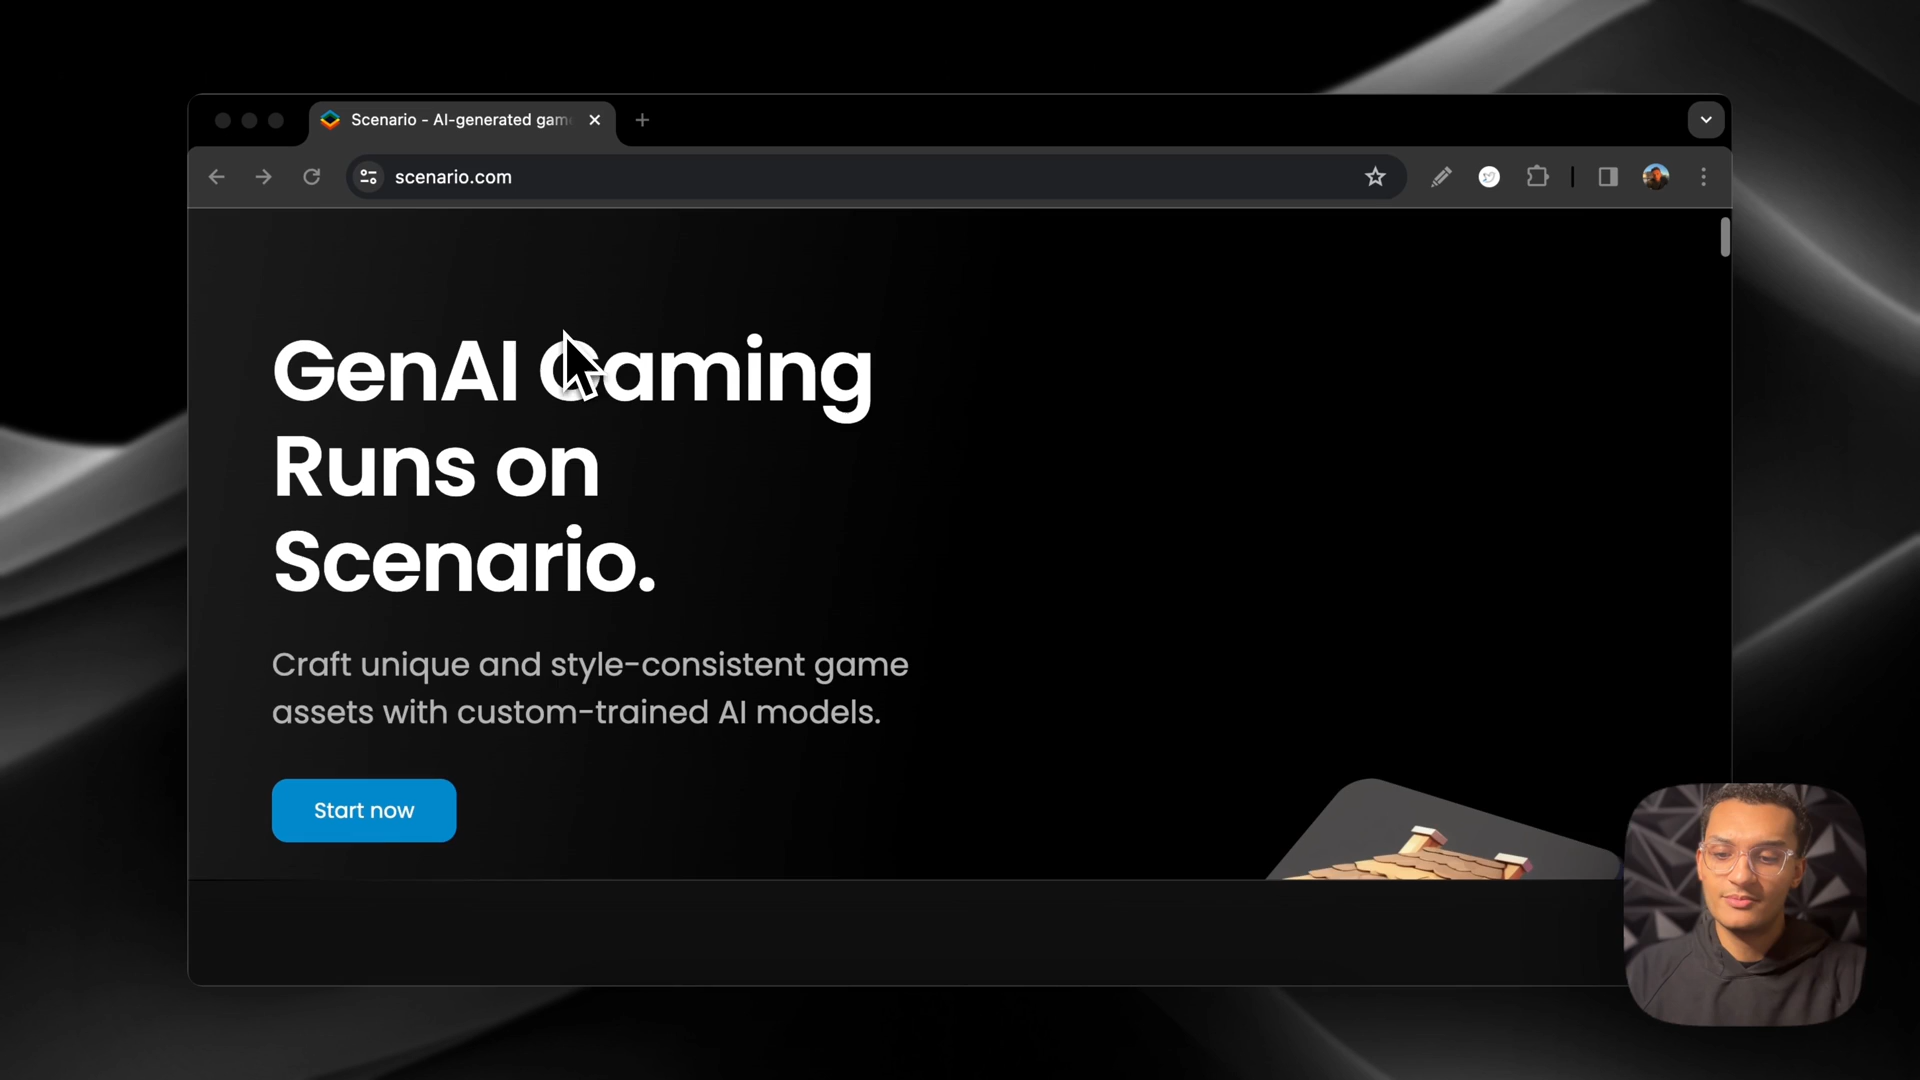 Scenario - AI-generated gam
scenario.com
GenAI Gaming
Runs on
Scenario.
Craft unique and style-consistent game
assets with custom-trained AI models.
Start now